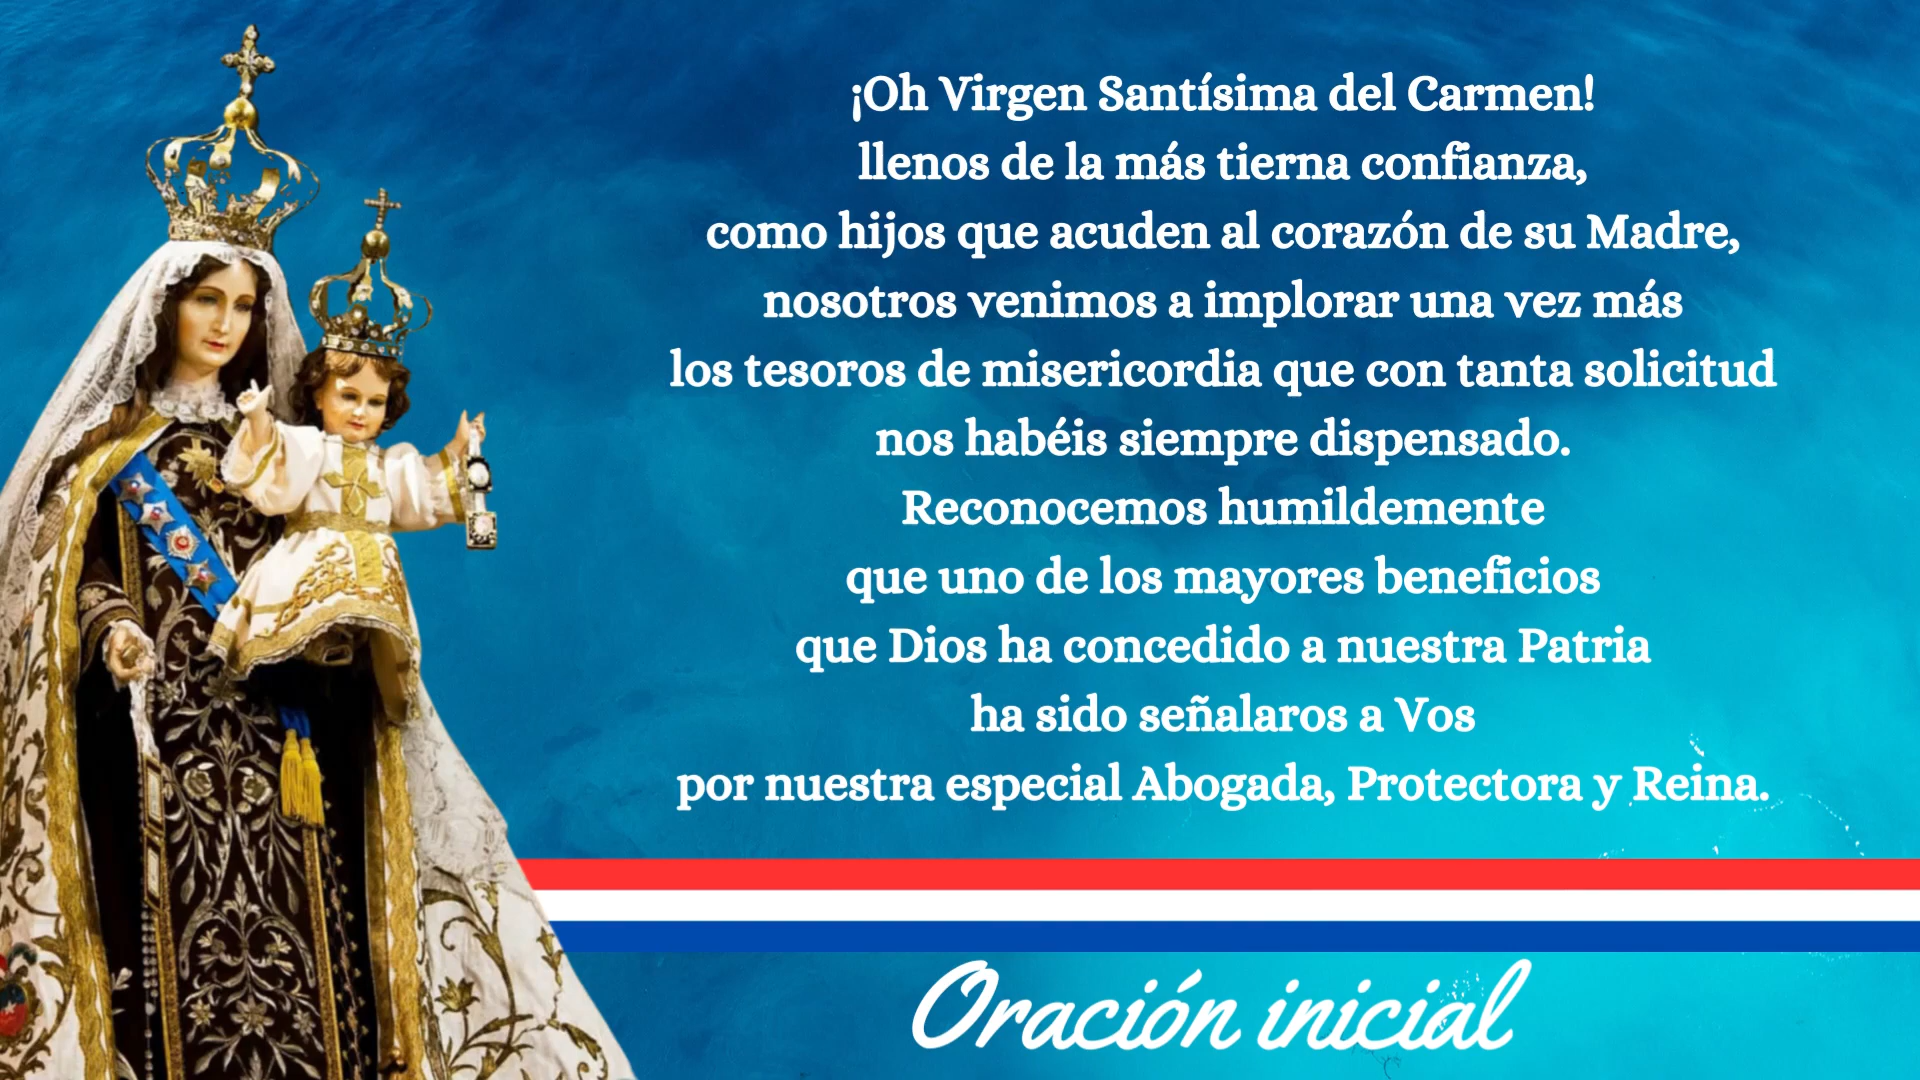 ¡Oh Virgen Santísima del Carmen!
llenos de la más tierna confianza,
como hijos que acuden al corazón de su Madre,
nosotros venimos a implorar una vez más
los tesoros de misericordia que con tanta solicitud
nos habéis siempre dispensado.
Reconocemos humildemente
que uno de los mayores beneficios
que Dios ha concedido a nuestra Patria
ha sido señalaros a Vos
por nuestra especial Abogada, Protectora y Reina.
Oración inicial